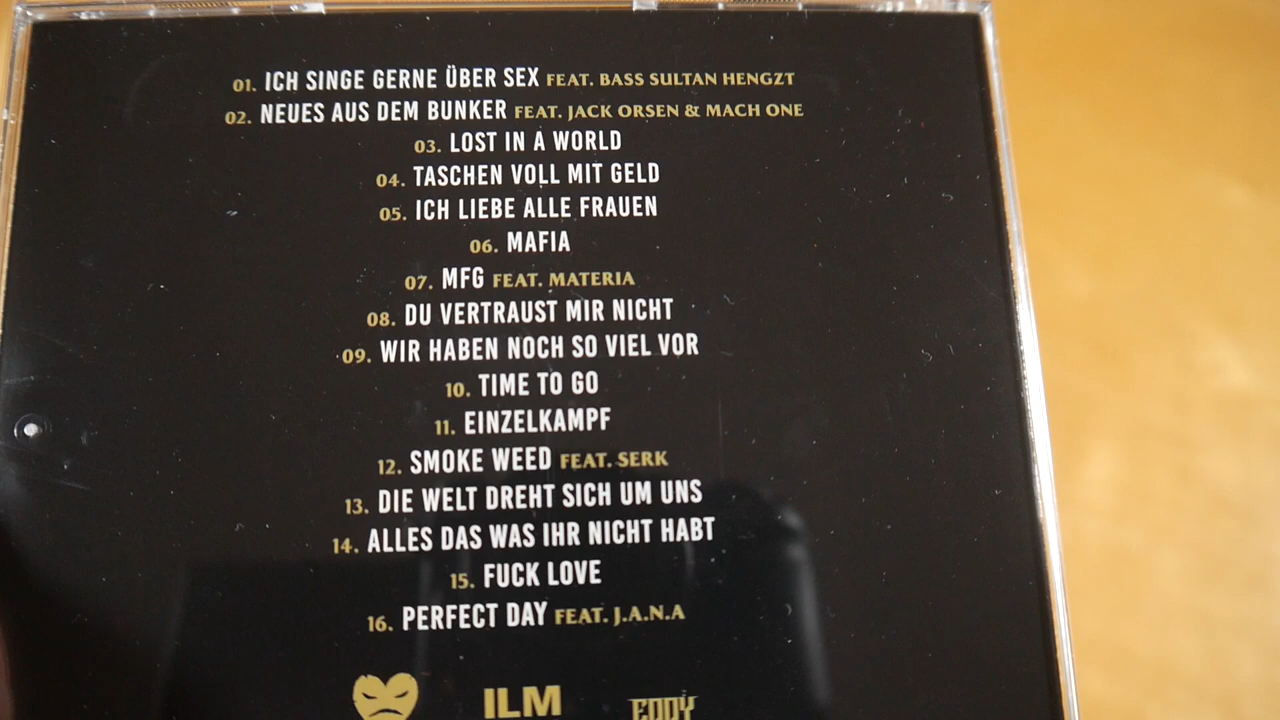 01. ICH SINGE GERNE ÜBER SEX FEAT. BASS SULTAN HENGZT
02. NEUES AUS DEM BUNKER FEAT. JACK ORSEN & MACH ONE
03. LOST IN A WORLD
04. TASCHEN VOLL MIT GELD
05. ICH LIEBE ALLE FRAUEN
06. MAFIA
07. MFG FEAT. MATERIA
08. DU VERTRAUST MIR NICHT
09. WIR HABEN NOCH SO VIEL VOR
10. TIME TO GO
11. EINZELKAMPF
12. SMOKE WEED FEAT. SERK
13. DIE WELT DREHT SICH UM UNS
14. ALLES DAS WAS IHR NICHT HABT
15. FUCK LOVE
16. PERFECT DAY FEAT. J.A.N.A
ILM EDDY